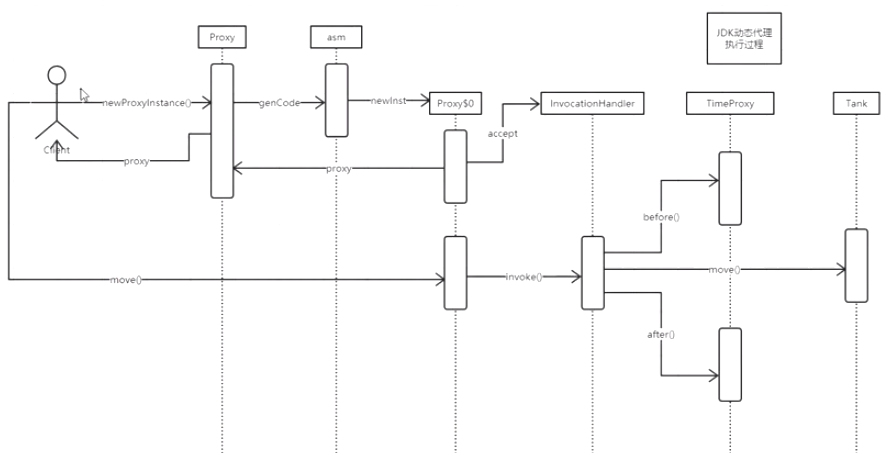 JDK动态代理
执行过程
Proxy
asm
newProxyInstance()
genCode
newInst
Proxy$0
InvocationHandler
TimeProxy
Tank
accept
Client
proxy
proxy
before()
move()
invoke()
move()
after()